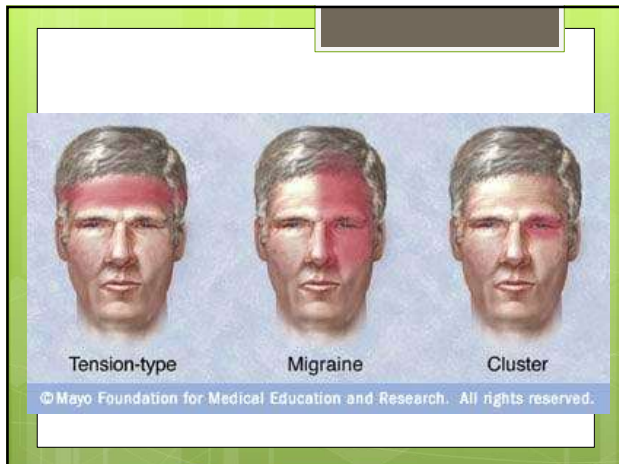 Tension-type Migraine Cluster
©Mayo Foundation for Medical Education and Research. All rights reserved.